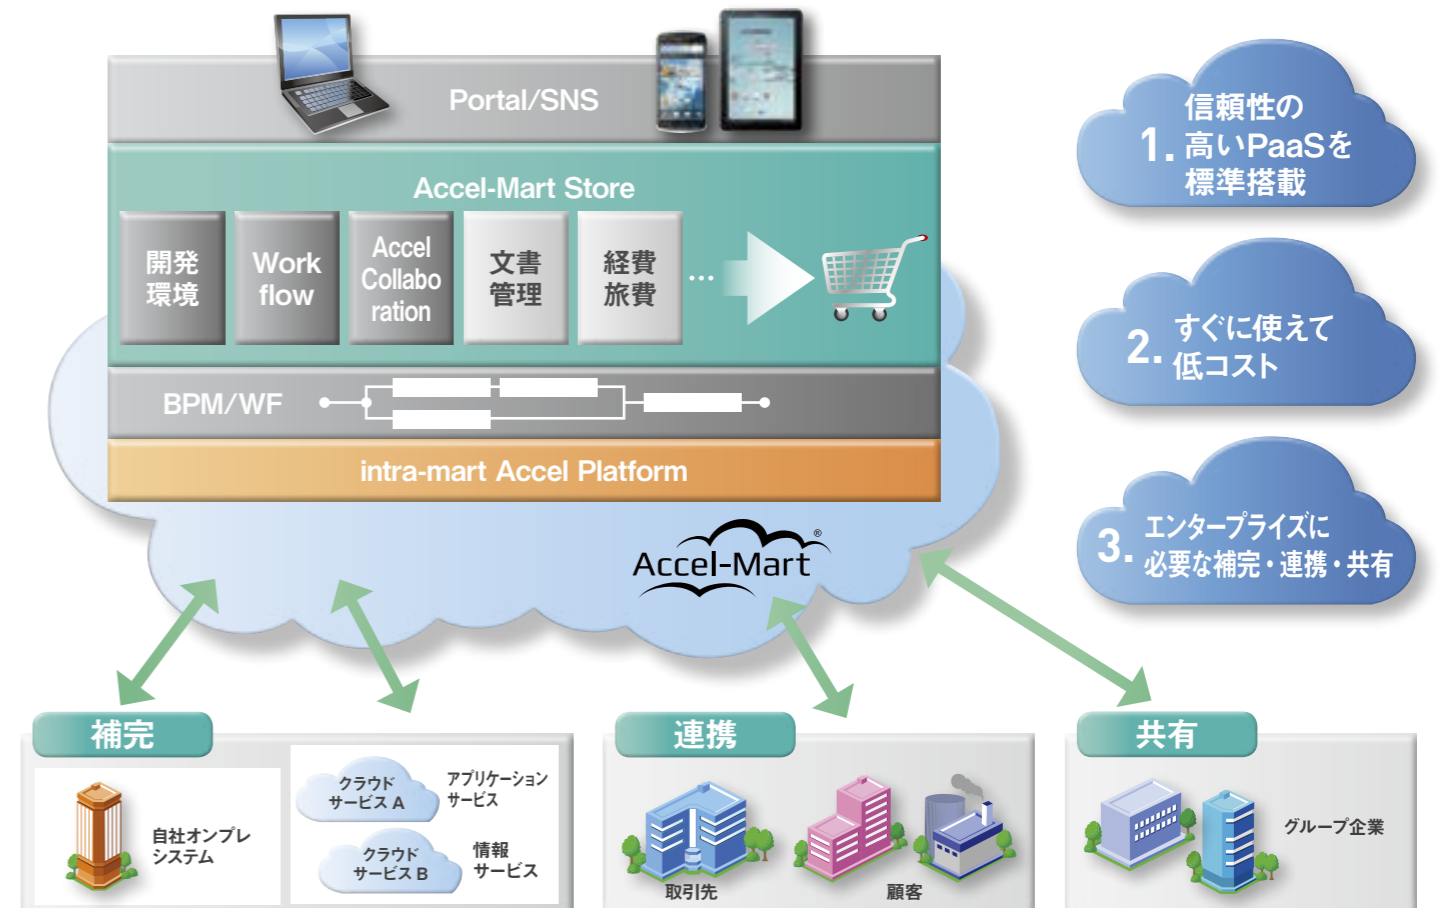 Portal/SNS
Accel-Mart Store
開発
環境
Work
flow
Accel
Collabo
ration
文書
管理
経費
旅費
…
BPM/WF
intra-mart Accel Platform
Accel-Mart®
1. 信頼性の
高いPaaSを
標準搭載
2. すぐに使えて
低コスト
3. エンタープライズに
必要な補完・連携・共有
補完
自社オンプレ
システム
クラウド
サービス A
アプリケーション
サービス
クラウド
サービス B
情報
サービス
連携
取引先
顧客
共有
グループ企業